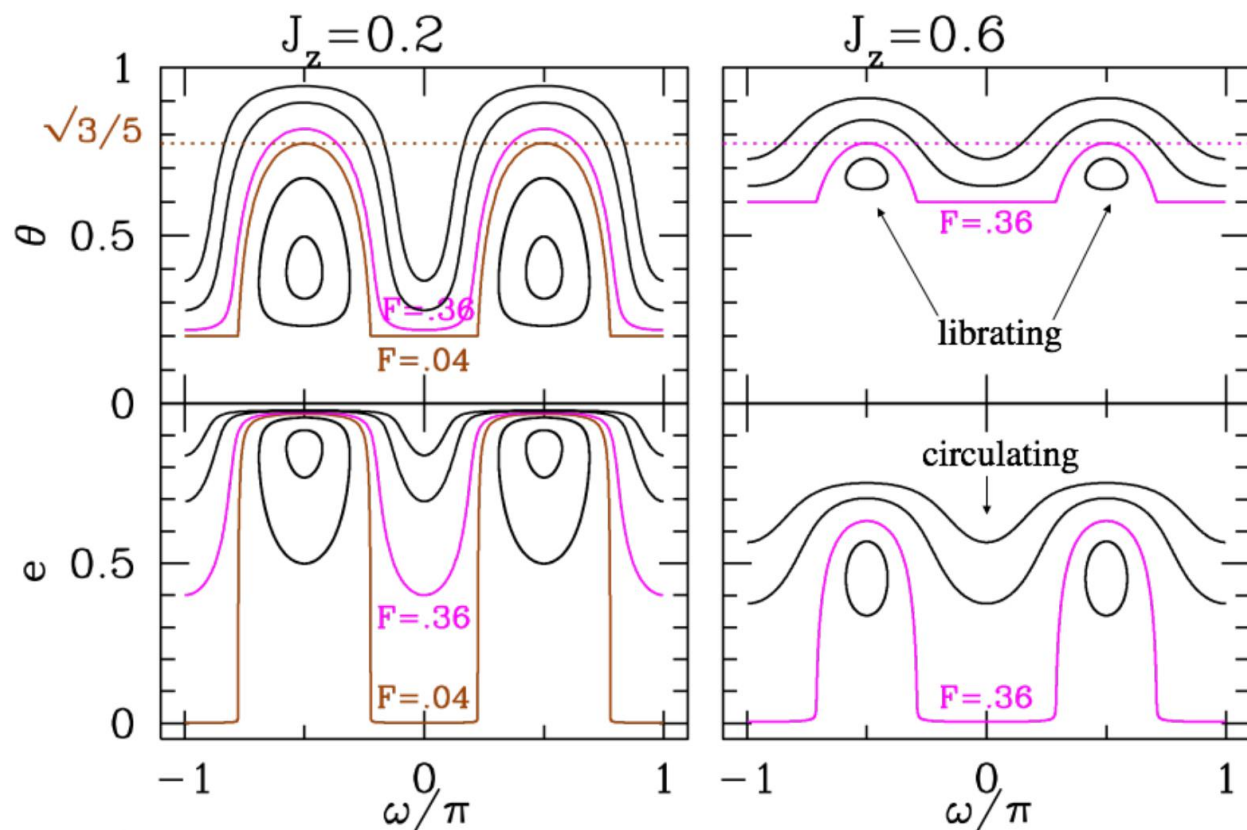 J_z=0.2
J_z=0.6
1
√3/5
θ
0.5
F=.36
F=.04
F=.36
librating
0
e
0.5
F=.36
F=.04
circulating
F=.36
0
-1
0
1
-1
0
1
ω/π
ω/π